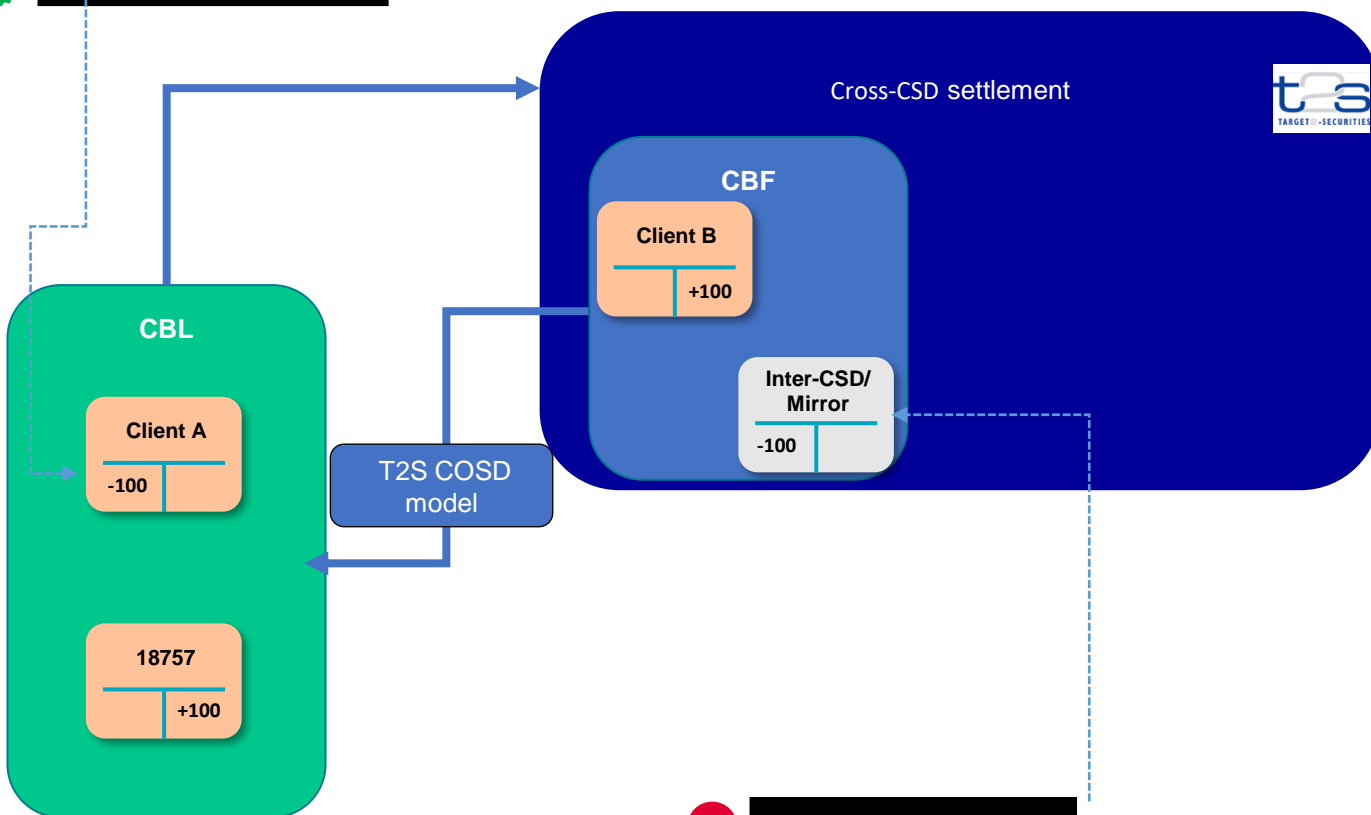 Cross-CSD settlement
t2s
TARGET2-SECURITIES
CBF
Client B
+100
CBL
Inter-CSD/
Mirror
-100
Client A
-100
T2S COSD
model
18757
+100